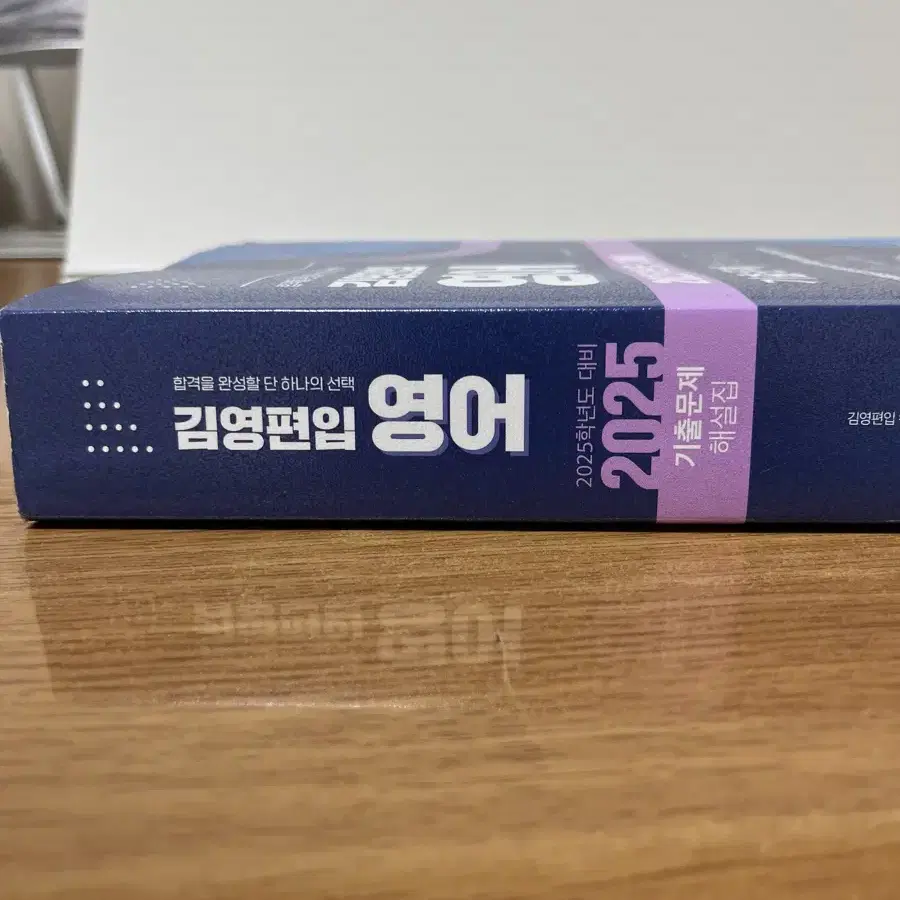 합격을 완성할 단 하나의 선택
김영편입 영어
2025학년도 대비
2025
기출문제
해설집
김영편입